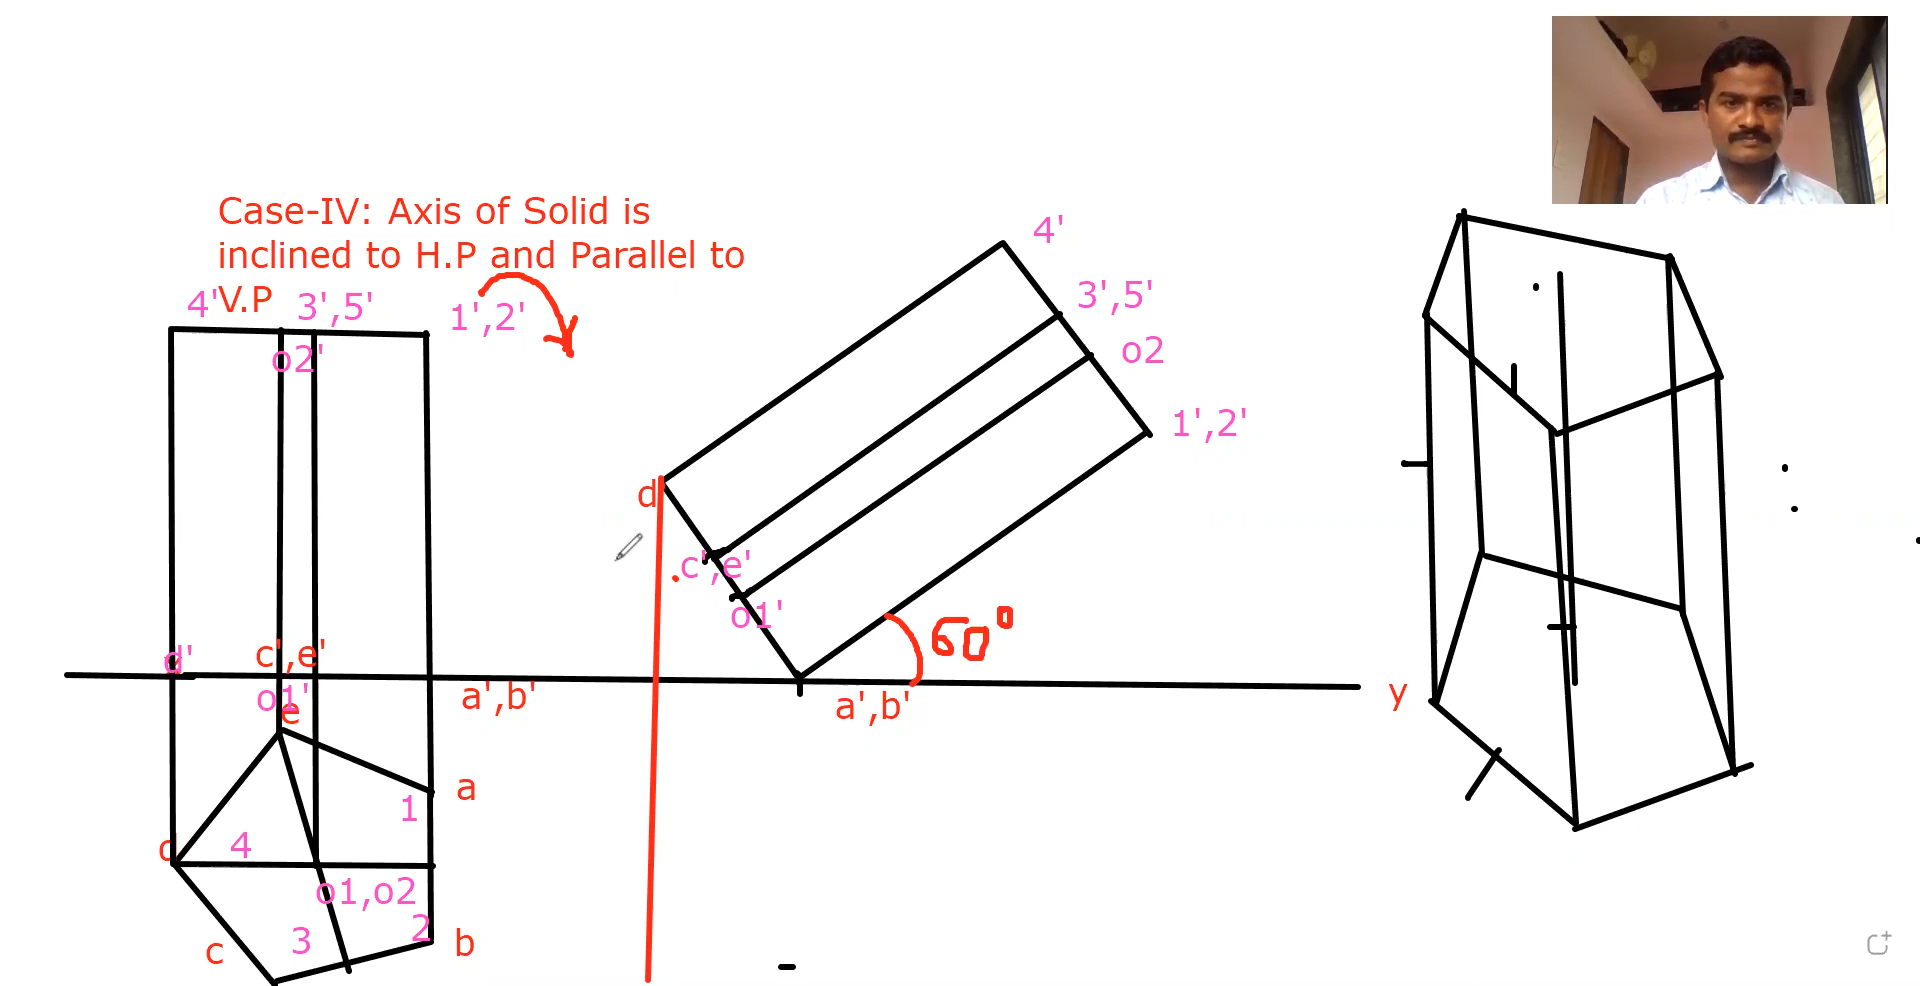 Case-IV: Axis of Solid is
inclined to H.P and Parallel to
V.P
4'
3',5'
1',2'
o2'
4'
3',5'
o2
1',2'
d
c',e'
o1'
60°
d'
c',e'
o1'
e
a',b'
a',b'
y
a
1
4
d
o1,o2
2
3
b
c